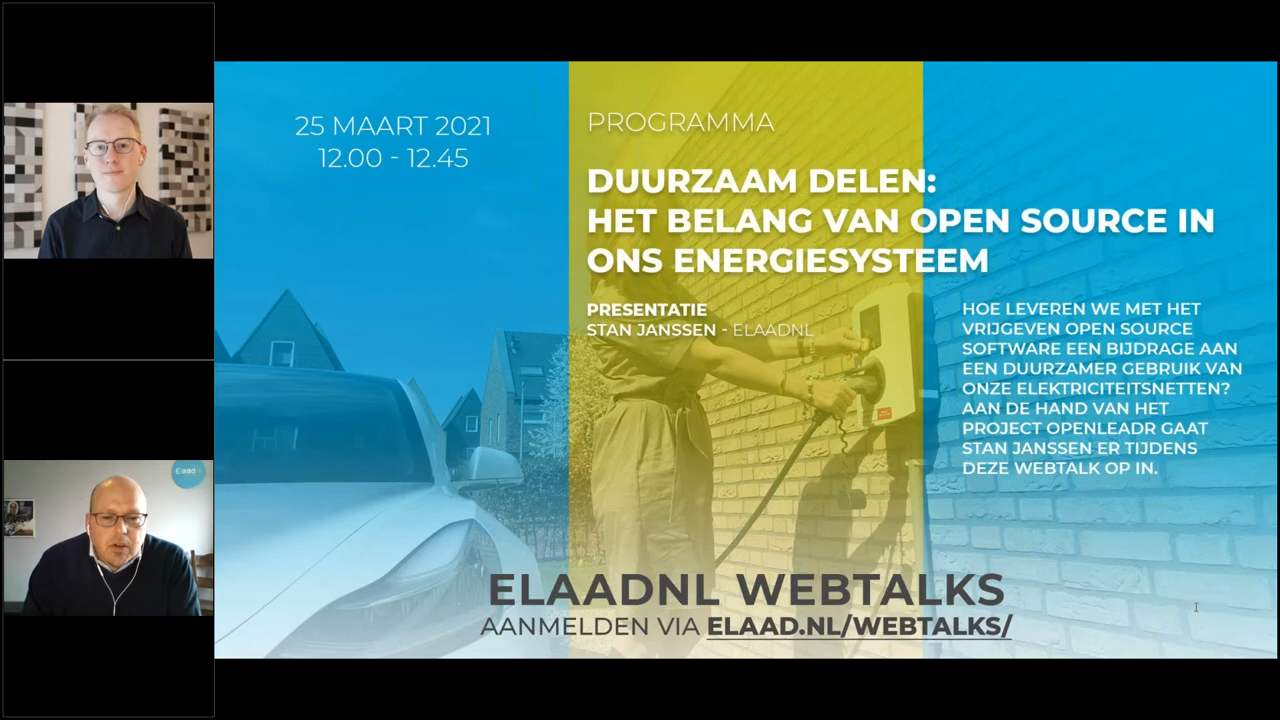 25 MAART 2021
12.00 - 12.45
PROGRAMMA
DUURZAAM DELEN:
HET BELANG VAN OPEN SOURCE IN
ONS ENERGIESYSTEEM
PRESENTATIE
STAN JANSSEN - ELAADNL
HOE LEVEREN WE MET HET
VRIJGEVEN OPEN SOURCE
SOFTWARE EEN BIJDRAGE AAN
EEN DUURZAMER GEBRUIK VAN
ONZE ELEKTRICITEITSNETTEN?
AAN DE HAND VAN HET
PROJECT OPENLEADR GAAT
STAN JANSSEN ER TIJDENS
DEZE WEBTALK OP IN.
ELAADNL WEBTALKS
AANMELDEN VIA ELAAD.NL/WEBTALKS/